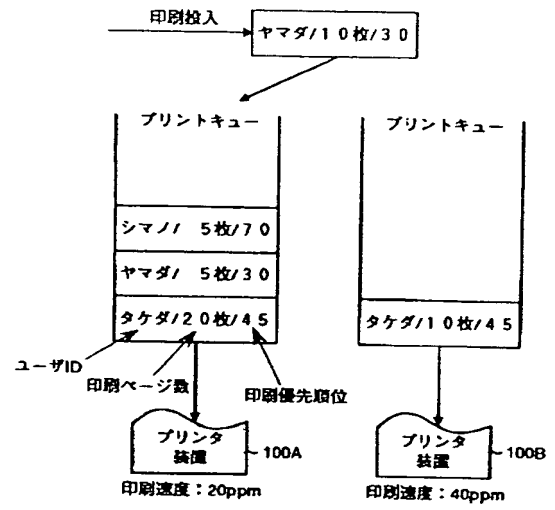 印刷投入
ヤマダ/10枚/30
プリントキュー
プリントキュー
シマノ/ 5枚/70
ヤマダ/ 5枚/30
タケダ/20枚/45
タケダ/10枚/45
ユーザID
印刷ページ数
印刷優先順位
プリンタ
装置
100A
印刷速度：20ppm
プリンタ
装置
100B
印刷速度：40ppm